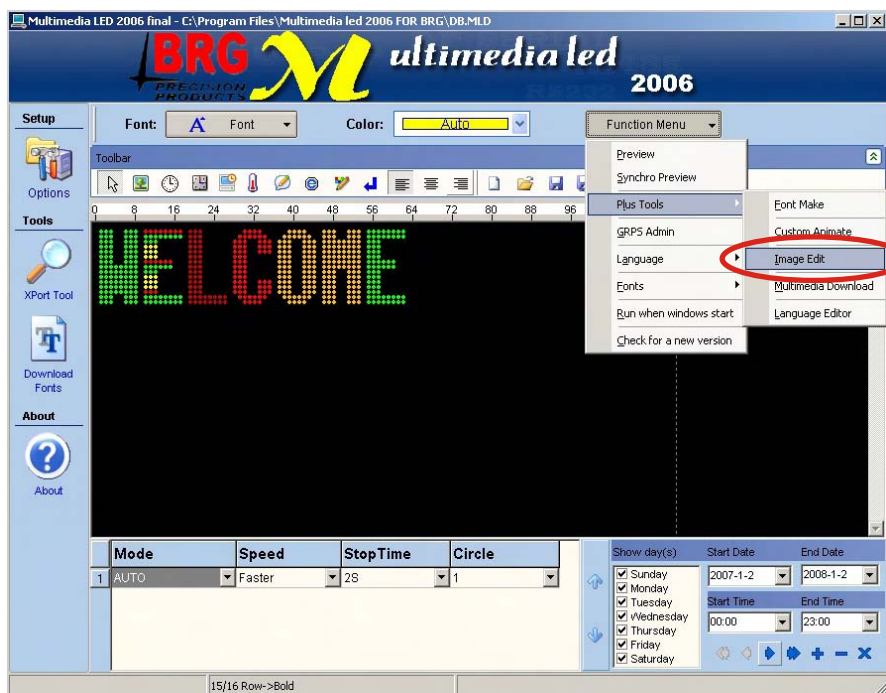 Multimedia LED 2006 final - C:\Program Files\Multimedia led 2006 FOR BRG\DB.MLD
BRG
PRECISION
PRODUCTS
Multimedia led
2006
Setup
Options
Tools
XPort Tool
Download
Fonts
About
About
Font: A Font
Color: Auto
Function Menu
Toolbar
0 8 16 24 32 40 48 56 64 72 80 88 96
WELCOME
Preview
Synchro Preview
Plus Tools
GRPS Admin
Language
Fonts
Run when windows start
Check for a new version
Font Make
Custom Animate
Image Edit
Multimedia Download
Language Editor
Mode Speed StopTime Circle
1 AUTO Faster 2S 1
Show day(s)
Sunday
Monday
Tuesday
Wednesday
Thursday
Friday
Saturday
Start Date End Date
2007-1-2 2008-1-2
Start Time End Time
00:00 23:00
15/16 Row->Bold